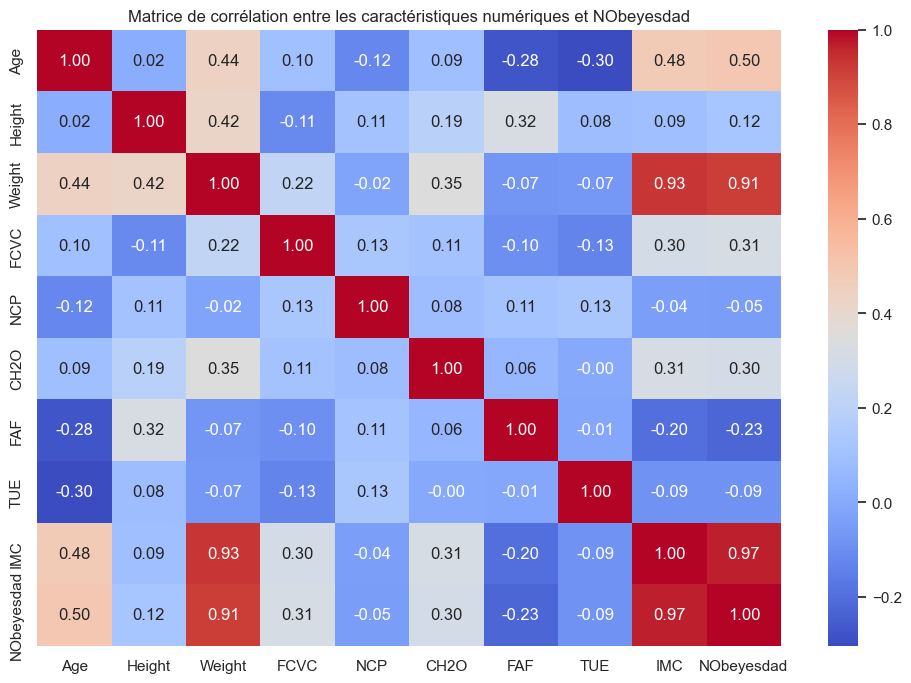 Matrice de corrélation entre les caractéristiques numériques et NObeyesdad
Age 1.00 0.02 0.44 0.10 -0.12 0.09 -0.28 -0.30 0.48 0.50
Height 0.02 1.00 0.42 -0.11 0.11 0.19 0.32 0.08 0.09 0.12
Weight 0.44 0.42 1.00 0.22 -0.02 0.35 -0.07 -0.07 0.93 0.91
FCVC 0.10 -0.11 0.22 1.00 0.13 0.11 -0.10 -0.13 0.30 0.31
NCP -0.12 0.11 -0.02 0.13 1.00 0.08 0.11 0.13 -0.04 -0.05
CH2O 0.09 0.19 0.35 0.11 0.08 1.00 0.06 -0.00 0.31 0.30
FAF -0.28 0.32 -0.07 -0.10 0.11 0.06 1.00 -0.01 -0.20 -0.23
TUE -0.30 0.08 -0.07 -0.13 0.13 -0.00 -0.01 1.00 -0.09 -0.09
IMC 0.48 0.09 0.93 0.30 -0.04 0.31 -0.20 -0.09 1.00 0.97
NObeyesdad 0.50 0.12 0.91 0.31 -0.05 0.30 -0.23 -0.09 0.97 1.00
Age Height Weight FCVC NCP CH2O FAF TUE IMC NObeyesdad
1.0
0.8
0.6
0.4
0.2
0.0
−0.2